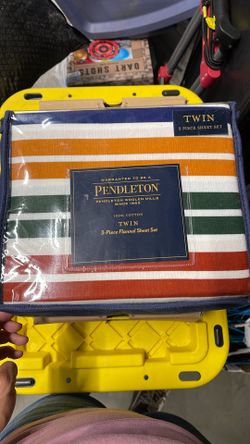 DART SHOTS
TWIN
3 PIECE SHEET SET
WARRANTED TO BE A
PENDLETON
PENDLETON WOOLEN MILLS
SINCE 1863
100% COTTON
TWIN
3-Piece Flannel Sheet Set